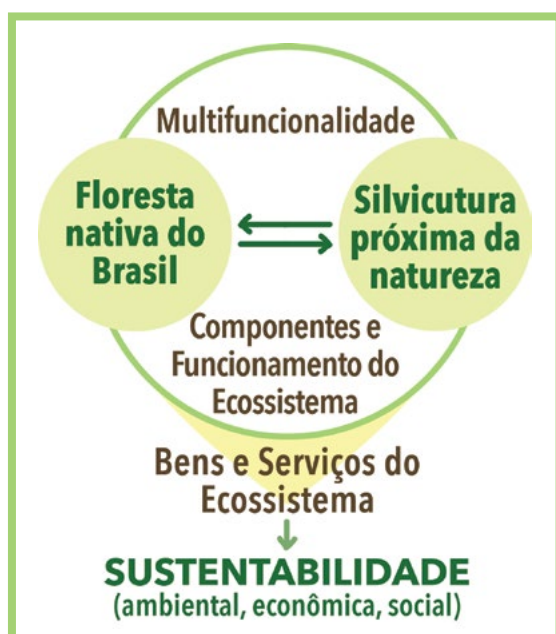 Multifuncionalidade
Floresta
nativa do
Brasil
Silvicutura
próxima da
natureza
Componentes e
Funcionamento do
Ecossistema
Bens e Serviços do
Ecossistema
SUSTENTABILIDADE
(ambiental, econômica, social)